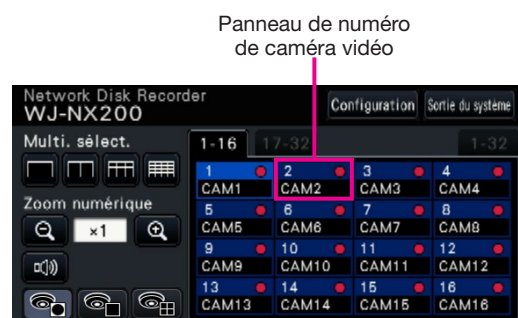 Panneau de numéro
de caméra vidéo
Network Disk Recorder
WJ-NX200
Configuration
Sortie du système
Multi. sélect.
1-16
17-32
1-32
1
2
3
4
CAM1
CAM2
CAM3
CAM4
Zoom numérique
5
6
7
8
CAM5
CAM6
CAM7
CAM8
×1
9
10
11
12
CAM9
CAM10
CAM11
CAM12
13
14
15
16
CAM13
CAM14
CAM15
CAM16